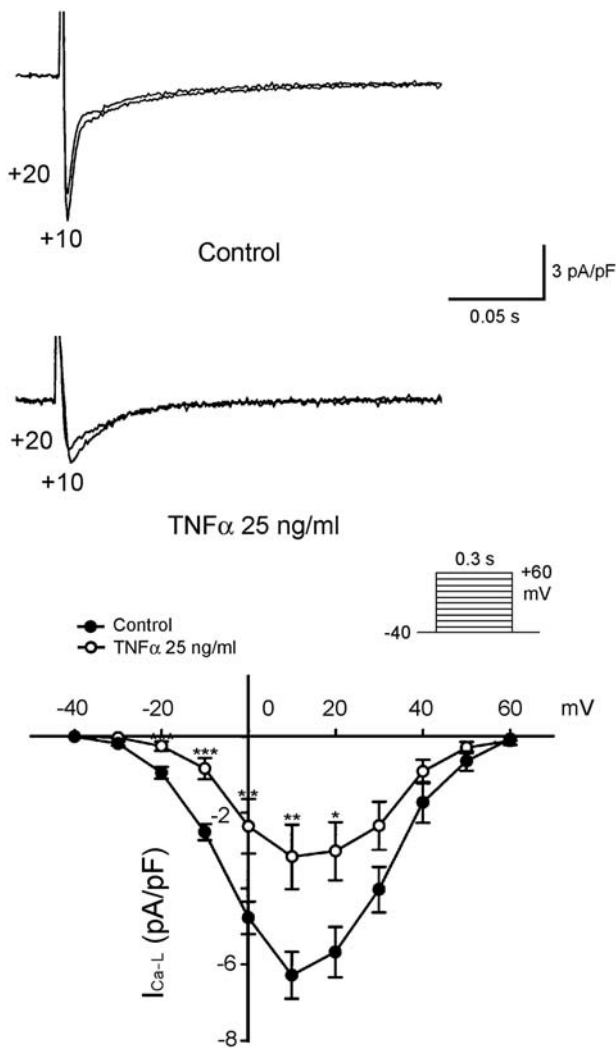 +20
+10
Control
3 pA/pF
0.05 s
+20
+10
TNFα 25 ng/ml
0.3 s
+60
mV
-40
Control
TNFα 25 ng/ml
-40 -20 0 20 40 60 mV
***
***
**
**
*
-2
-6
-8
I Ca-L (pA/pF)